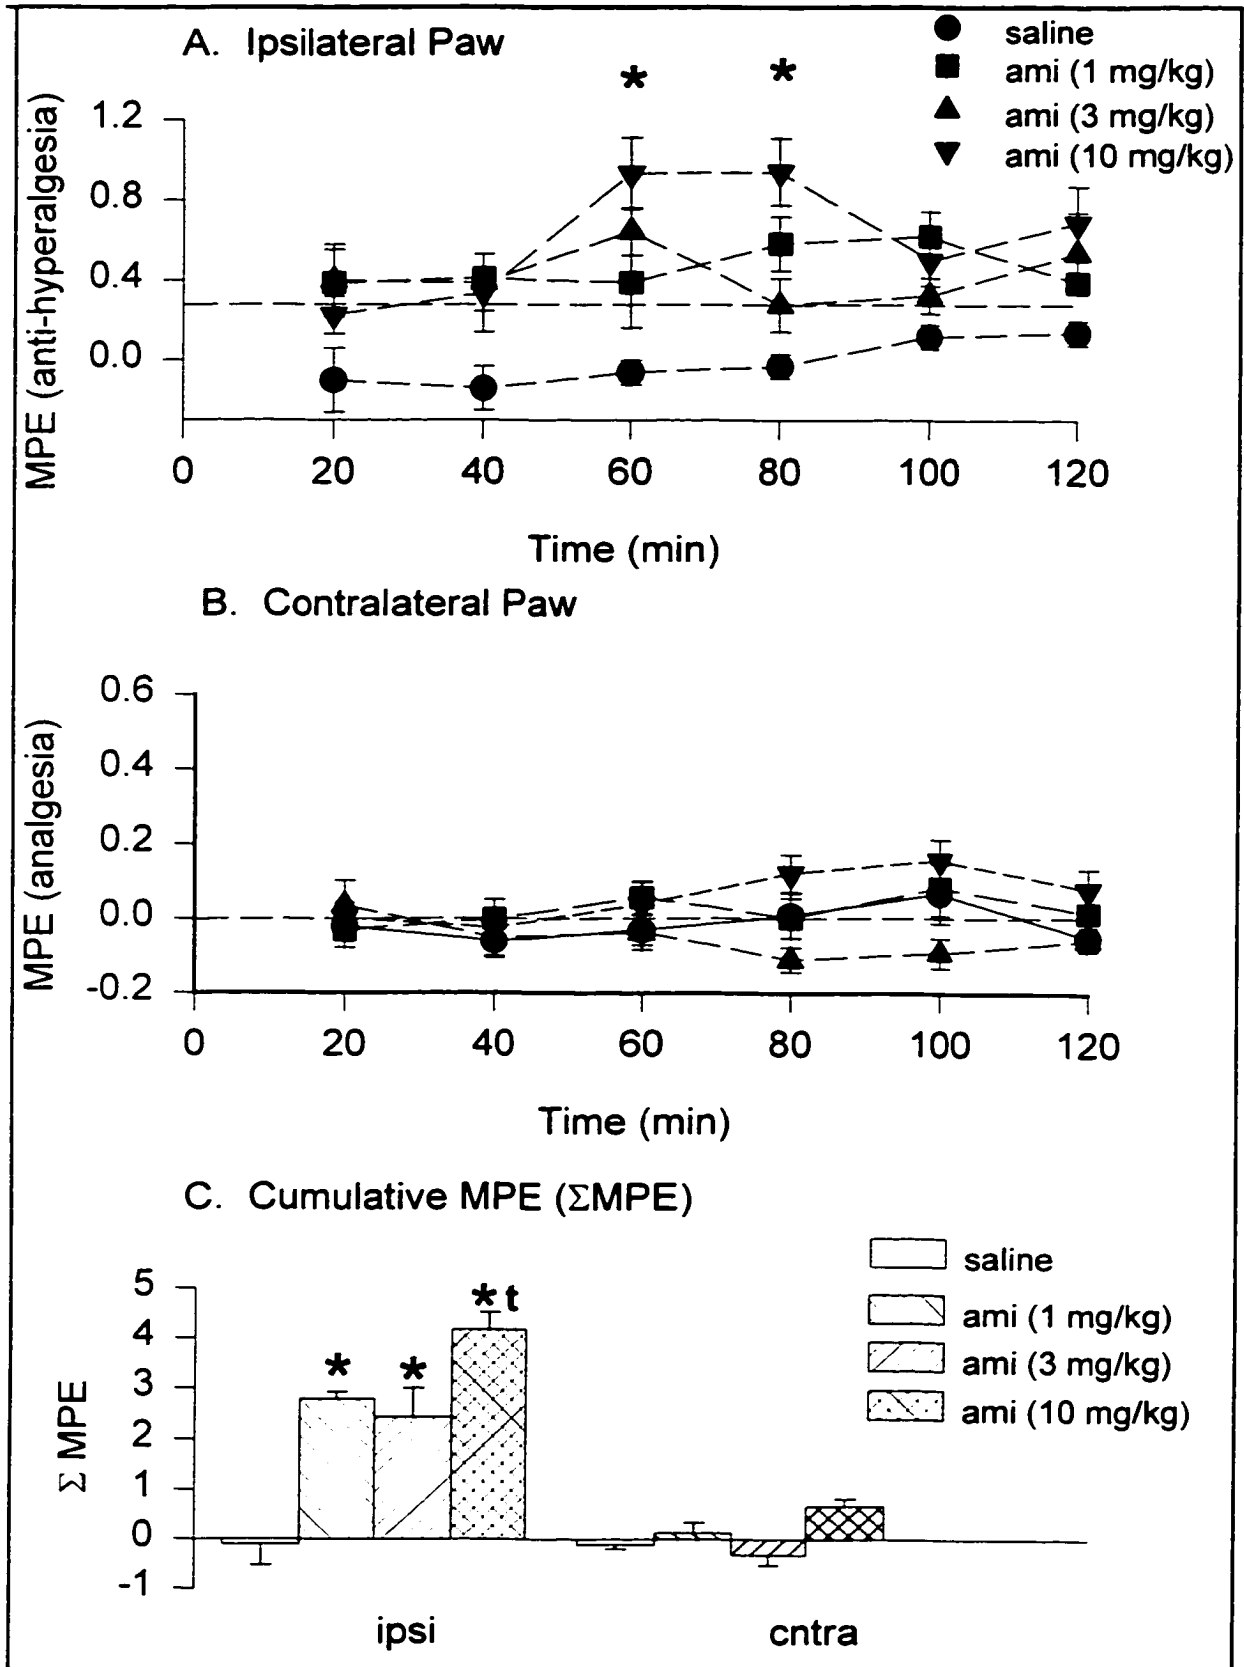 A. Ipsilateral Paw
saline
ami (1 mg/kg)
ami (3 mg/kg)
ami (10 mg/kg)
* *
MPE (anti-hyperalgesia)
1.2
0.8
0.4
0.0
0 20 40 60 80 100 120
Time (min)
B. Contralateral Paw
MPE (analgesia)
0.6
0.4
0.2
0.0
-0.2
0 20 40 60 80 100 120
Time (min)
C. Cumulative MPE (ΣMPE)
saline
ami (1 mg/kg)
ami (3 mg/kg)
ami (10 mg/kg)
Σ MPE
5
4
3
2
1
0
-1
* * * t
ipsi cntra